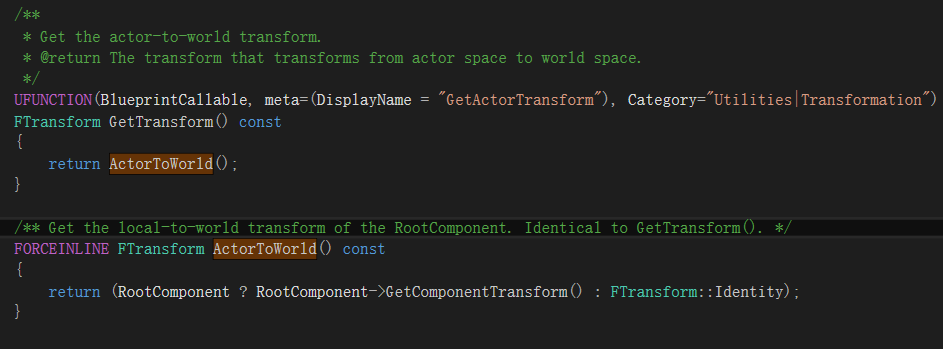 /**
 * Get the actor-to-world transform.
 * @return The transform that transforms from actor space to world space.
 */
UFUNCTION(BlueprintCallable, meta=(DisplayName = "GetActorTransform"), Category="Utilities|Transformation")
FTransform GetTransform() const
{
    return ActorToWorld();
}
/** Get the local-to-world transform of the RootComponent. Identical to GetTransform(). */
FORCEINLINE FTransform ActorToWorld() const
{
    return (RootComponent ? RootComponent->GetComponentTransform() : FTransform::Identity);
}